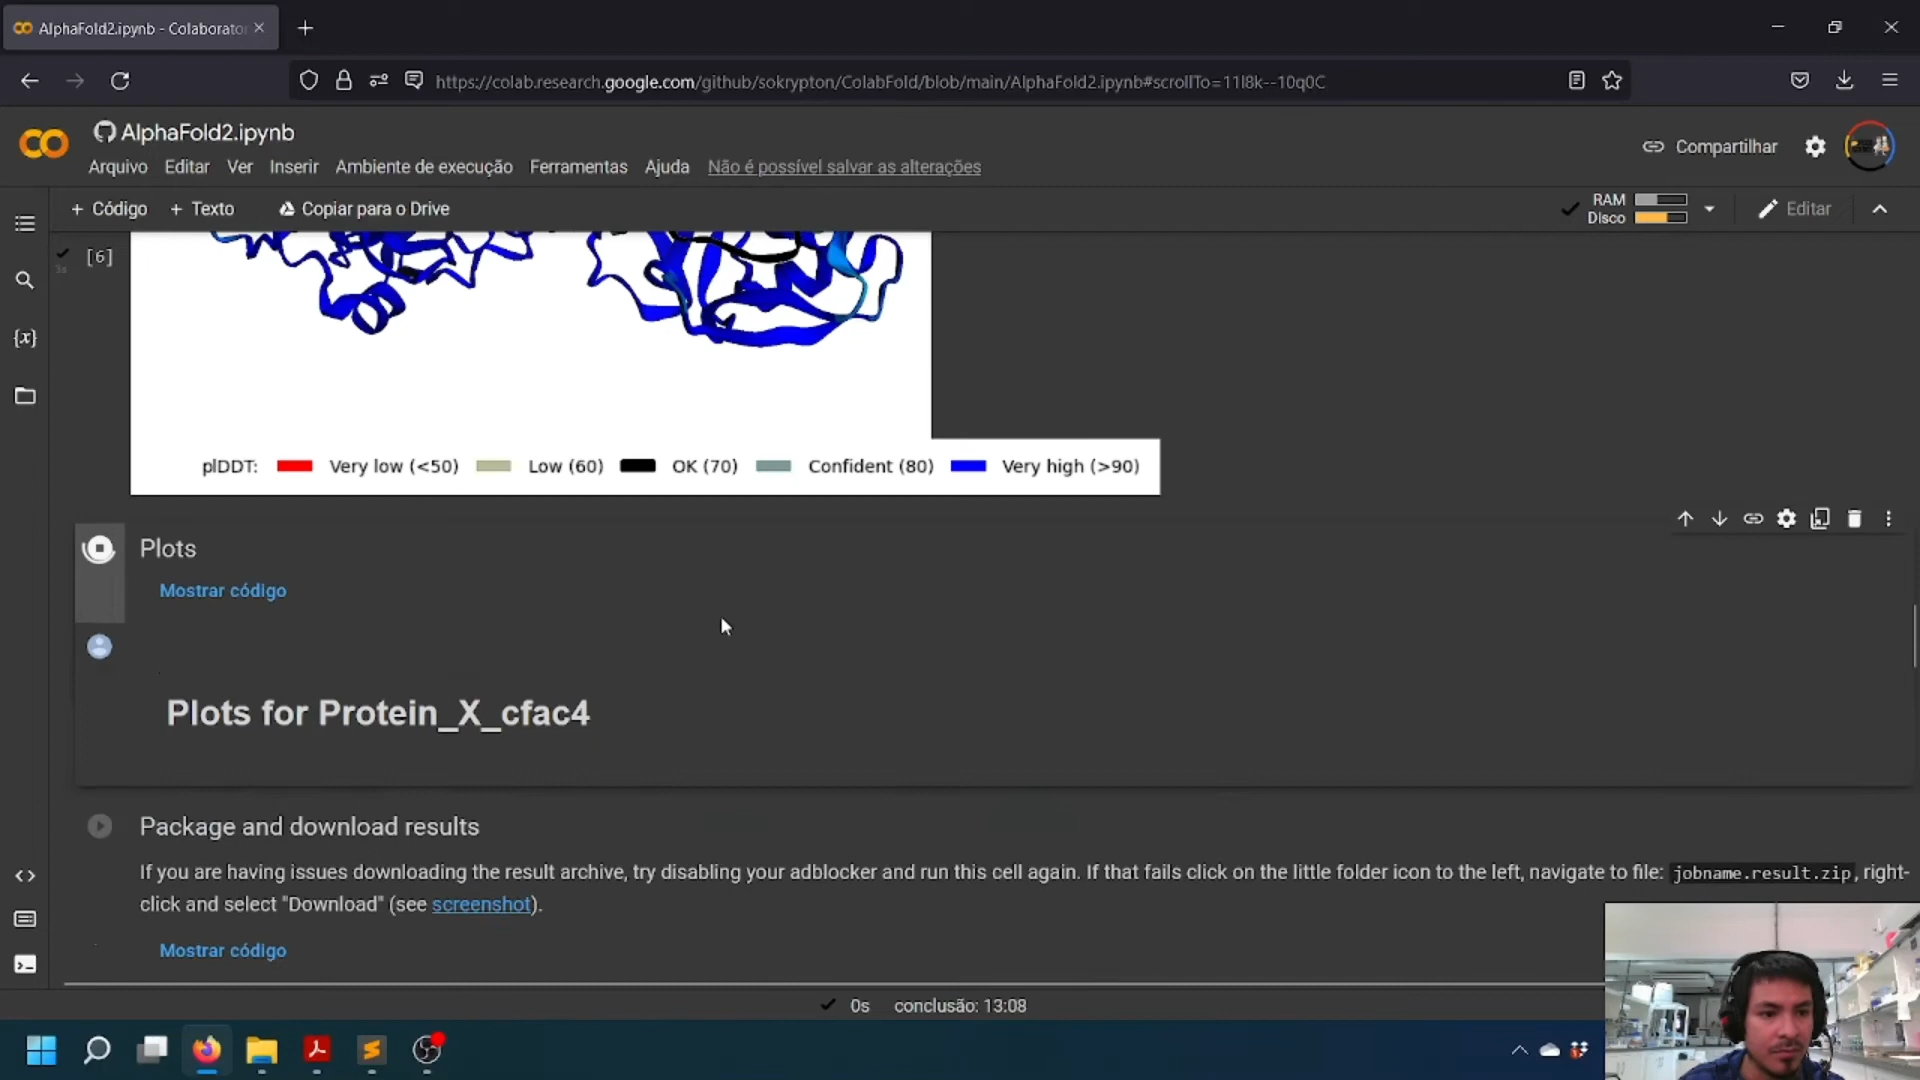 AlphaFold2.ipynb - Colaborator
https://colab.research.google.com/github/sokrypton/ColabFold/blob/main/AlphaFold2.ipynb#scrollTo=11l8k--10q0C
AlphaFold2.ipynb
Compartilhar
Arquivo Editar Ver Inserir Ambiente de execução Ferramentas Ajuda Não é possível salvar as alterações
+ Código + Texto Copiar para o Drive
RAM
Disco
Editar
[6]
3s
{x}
plDDT: Very low (<50) Low (60) OK (70) Confident (80) Very high (>90)
Plots
Mostrar código
Plots for Protein_X_cfac4
Package and download results
If you are having issues downloading the result archive, try disabling your adblocker and run this cell again. If that fails click on the little folder icon to the left, navigate to file: jobname.result.zip, right-
click and select "Download" (see screenshot).
Mostrar código
0s conclusão: 13:08